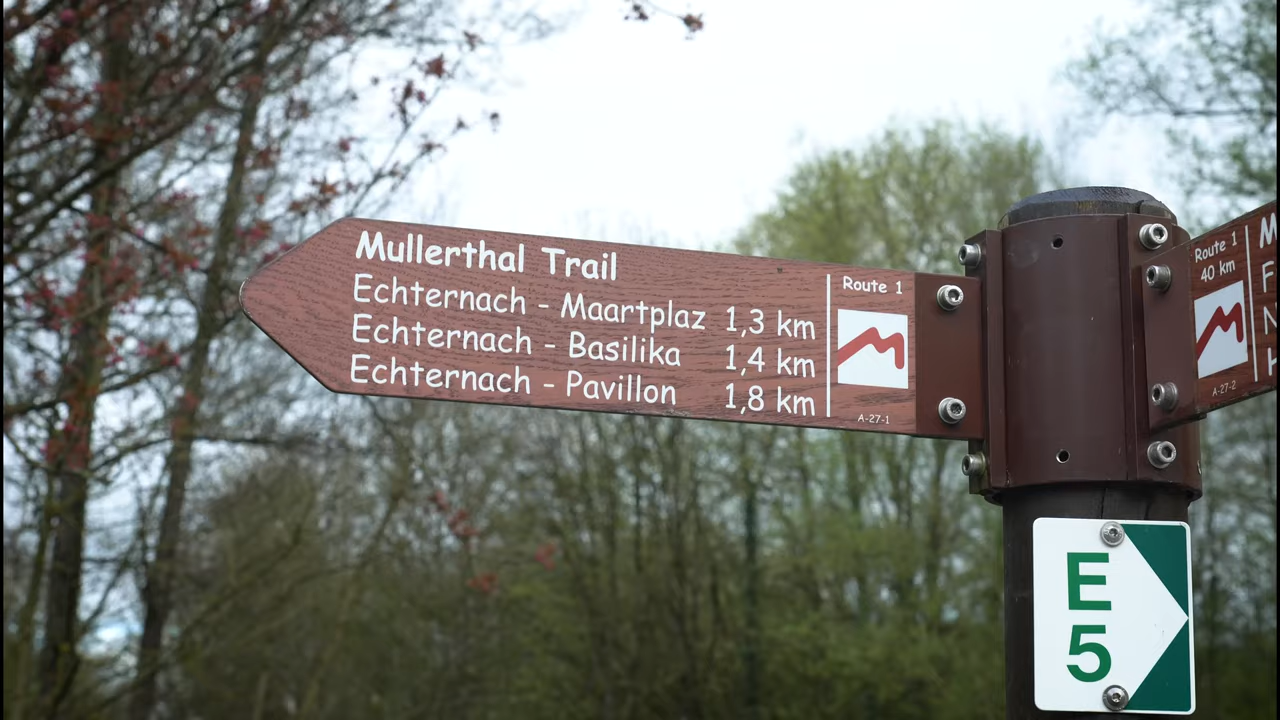 Mullerthal Trail
Echternach - Maartplaz 1,3 km
Echternach - Basilika 1,4 km
Echternach - Pavillon 1,8 km
Route 1
A-27-1
Route 1
40 km
A-27-2
E
5